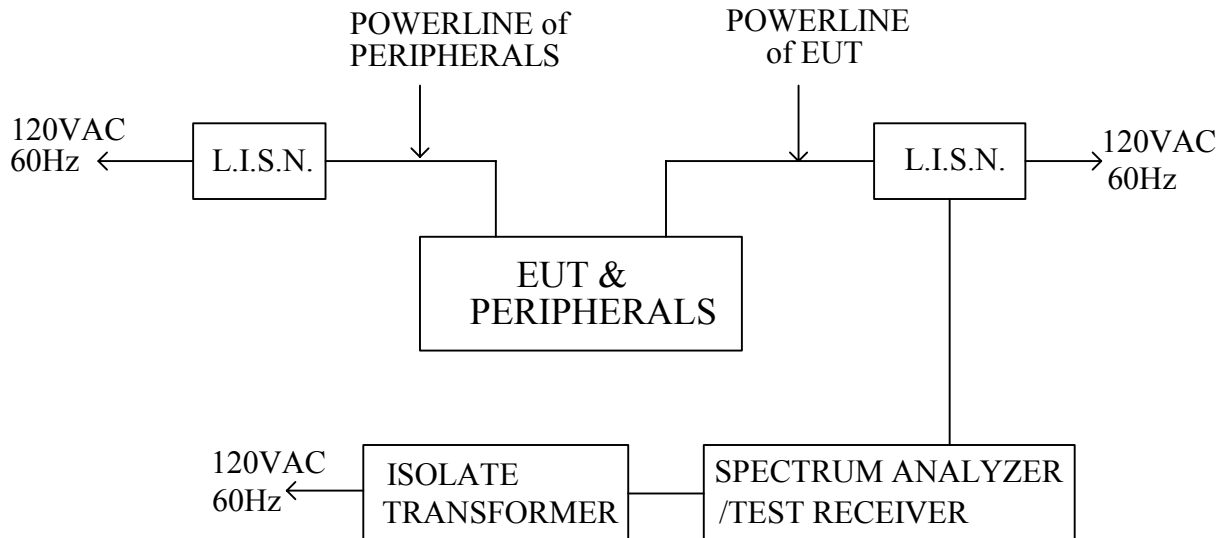 POWERLINE of
PERIPHERALS
POWERLINE
of EUT
120VAC
60Hz
L.I.S.N.
L.I.S.N.
120VAC
60Hz
EUT &
PERIPHERALS
120VAC
60Hz
ISOLATE
TRANSFORMER
SPECTRUM ANALYZER
/TEST RECEIVER